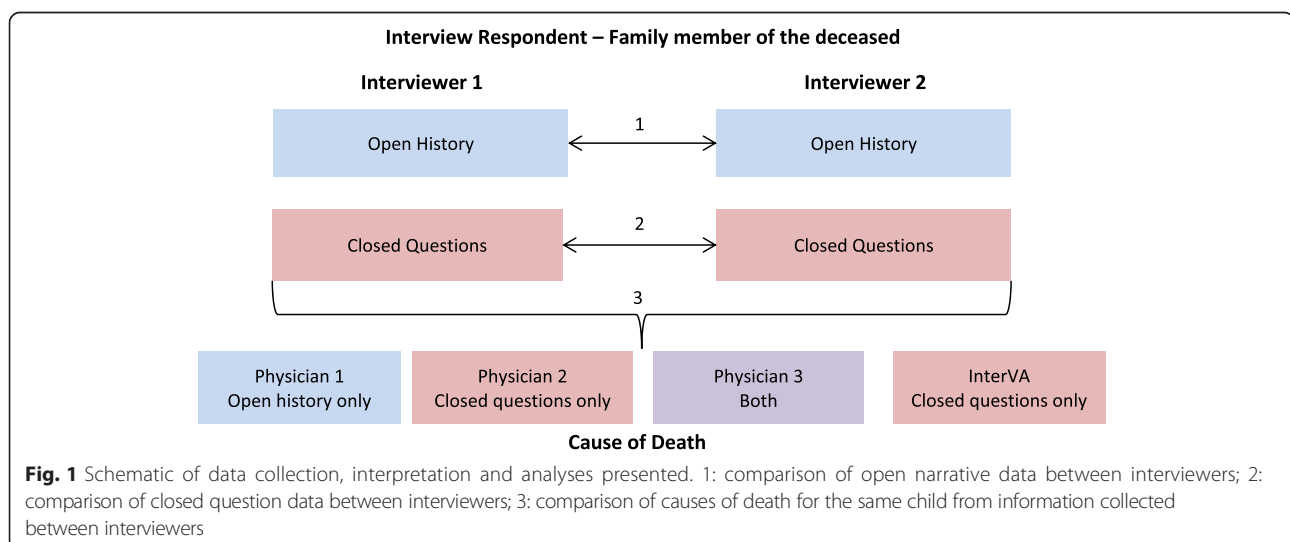 Interview Respondent – Family member of the deceased
Interviewer 1
Interviewer 2
1
Open History
Open History
2
Closed Questions
Closed Questions
3
Physician 1
Open history only
Physician 2
Closed questions only
Physician 3
Both
InterVA
Closed questions only
Cause of Death
Fig. 1 Schematic of data collection, interpretation and analyses presented. 1: comparison of open narrative data between interviewers; 2:
comparison of closed question data between interviewers; 3: comparison of causes of death for the same child from information collected
between interviewers